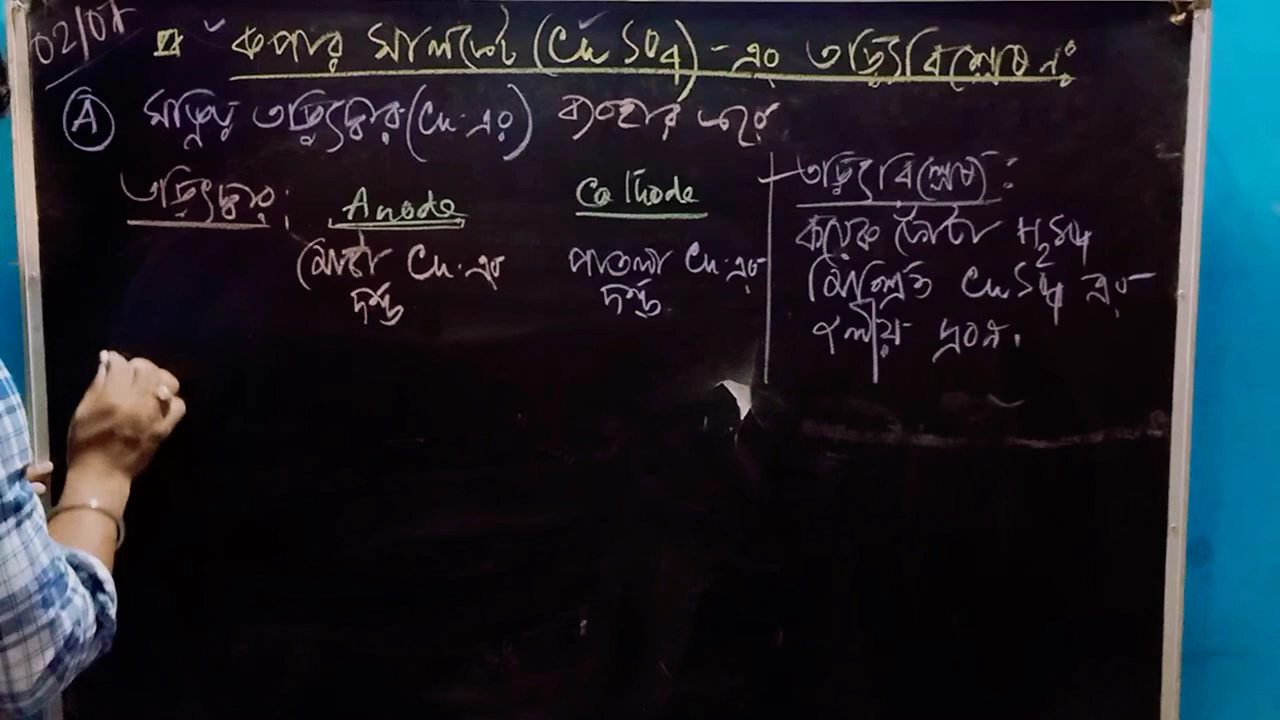 02/07
কপার সালফেট (CuSO4) -এর তড়িৎবিশ্লেষণঃ
A সক্রিয় তড়িৎদ্বার (Cu-এর) ব্যবহার করে
তড়িৎদ্বার: Anode Cathode
মোটা Cu-এর দণ্ড
পাতলা Cu-এর দণ্ড
তড়িৎবিশ্লেষ্য:
কয়েক ফোঁটা H2SO4
মিশ্রিত CuSO4 এর
জলীয় দ্রবন.